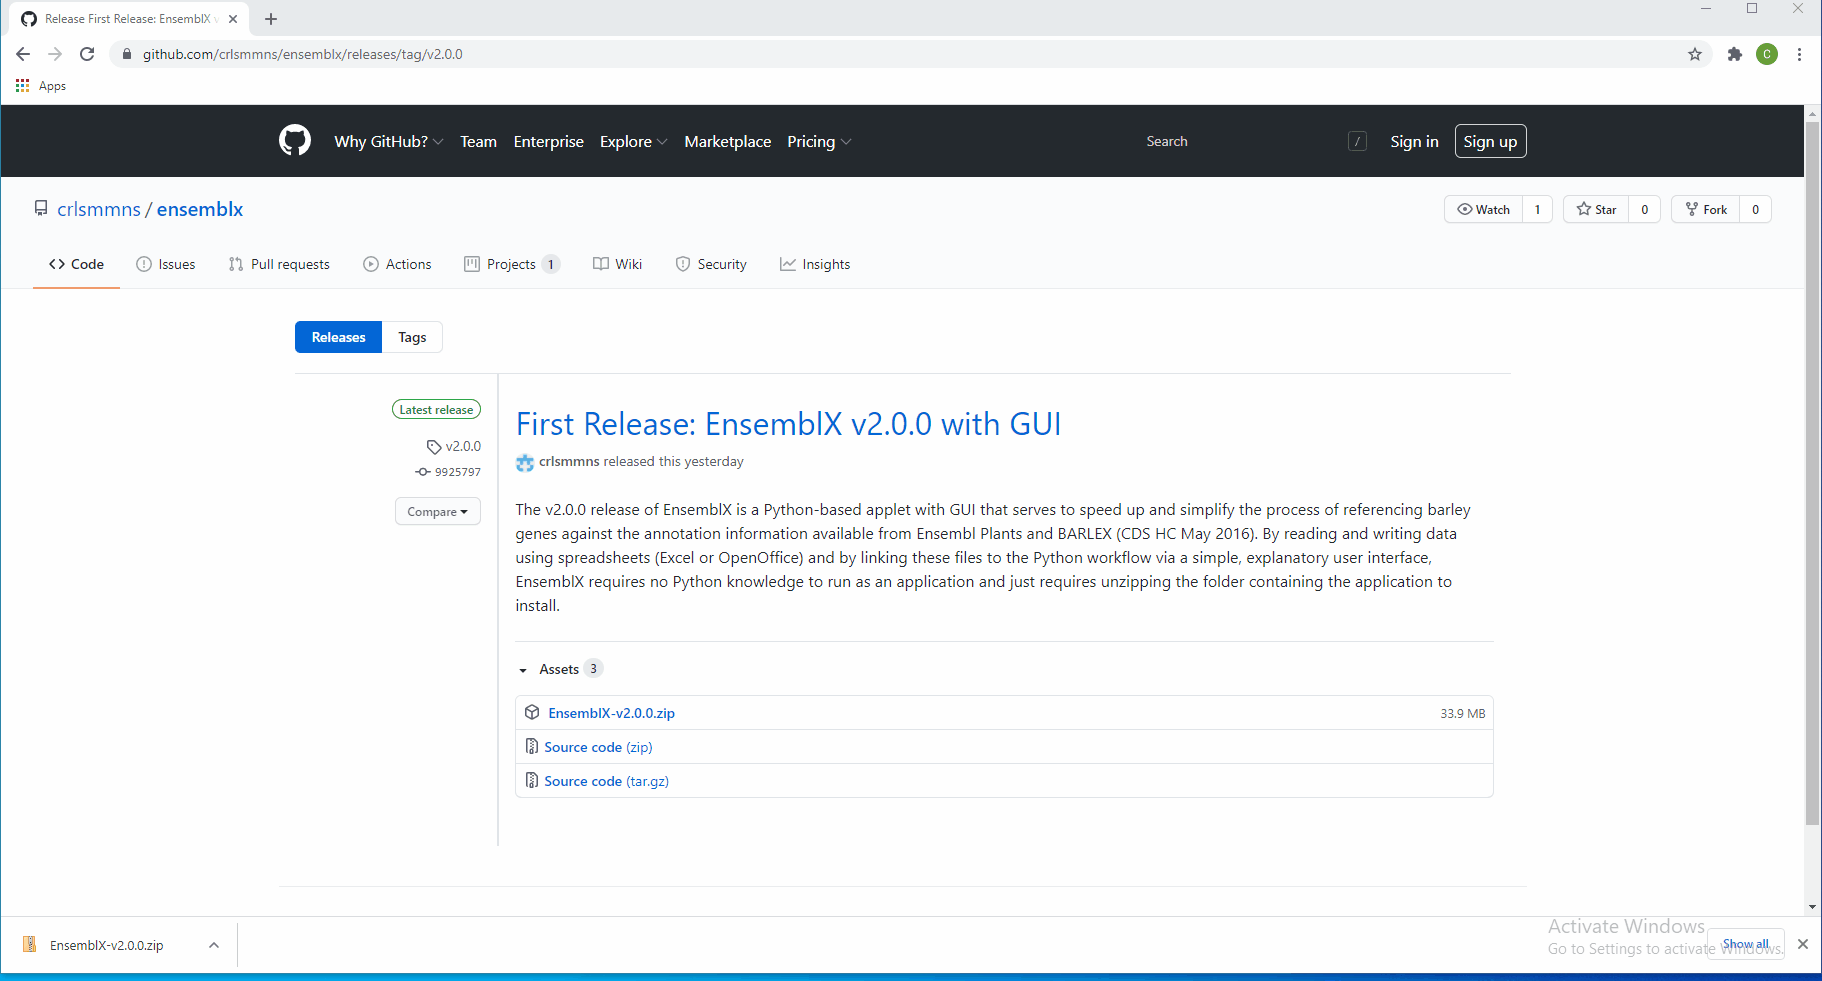 Release First Release: EnsemblX v
github.com/crlsmmns/ensemblx/releases/tag/v2.0.0
C
Apps
Why GitHub? Team Enterprise Explore Marketplace Pricing Search / Sign in Sign up
crlsmmns / ensemblx Watch 1 Star 0 Fork 0
Code Issues Pull requests Actions Projects 1 Wiki Security Insights
Releases Tags
Latest release
v2.0.0
9925797
Compare
First Release: EnsemblX v2.0.0 with GUI
crlsmmns released this yesterday
The v2.0.0 release of EnsemblX is a Python-based applet with GUI that serves to speed up and simplify the process of referencing barley
genes against the annotation information available from Ensembl Plants and BARLEX (CDS HC May 2016). By reading and writing data
using spreadsheets (Excel or OpenOffice) and by linking these files to the Python workflow via a simple, explanatory user interface,
EnsemblX requires no Python knowledge to run as an application and just requires unzipping the folder containing the application to
install.
Assets 3
EnsemblX-v2.0.0.zip 33.9 MB
Source code (zip)
Source code (tar.gz)
EnsemblX-v2.0.0.zip
Activate Windows
Go to Settings to activate Windows.
Show all